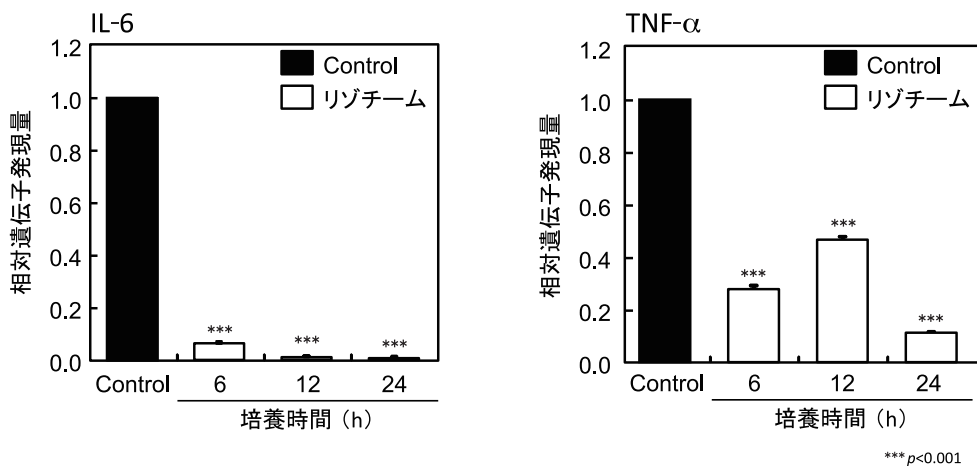 IL-6
1.2
1.0
0.8
0.6
0.4
0.2
0.0
相対遺伝子発現量
Control
リゾチーム
***
***
***
Control
6
12
24
培養時間（h）
TNF-α
1.2
1.0
0.8
0.6
0.4
0.2
0.0
相対遺伝子発現量
Control
リゾチーム
***
***
***
Control
6
12
24
培養時間（h）
*** p<0.001